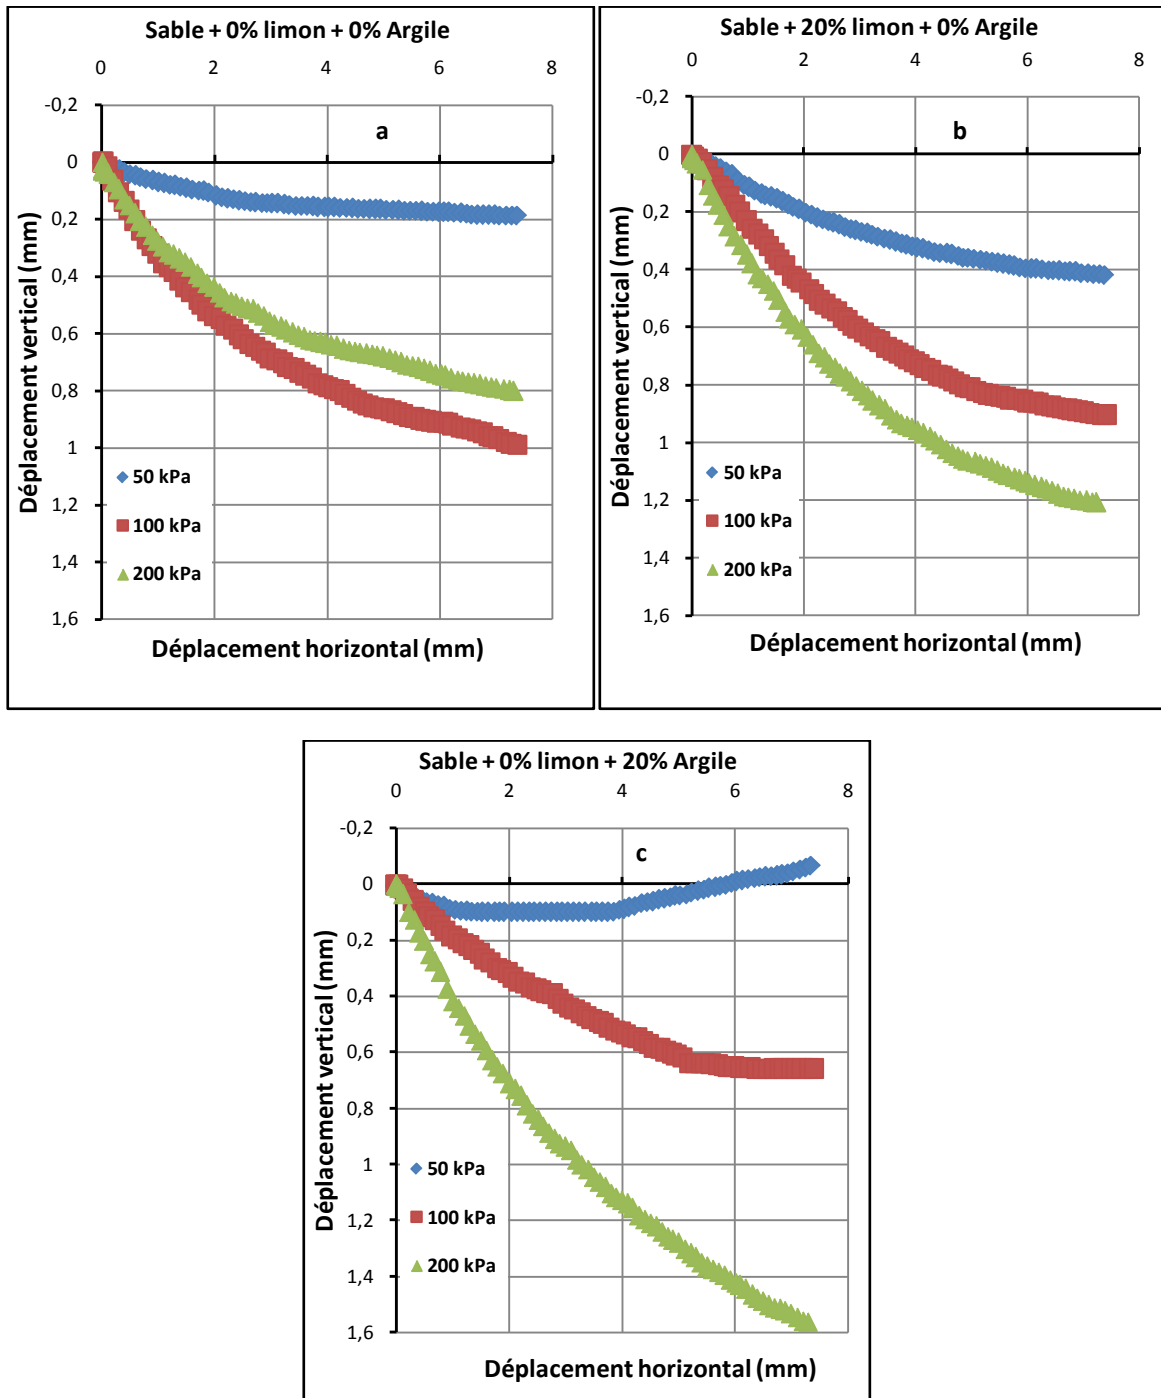 Sable + 0% limon + 0% Argile
0 2 4 6 8
-0,2
0
0,2
0,4
0,6
0,8
1
1,2
1,4
1,6
a
Déplacement vertical (mm)
50 kPa
100 kPa
200 kPa
Déplacement horizontal (mm)
Sable + 20% limon + 0% Argile
0 2 4 6 8
-0,2
0
0,2
0,4
0,6
0,8
1
1,2
1,4
1,6
b
Déplacement vertical (mm)
50 kPa
100 kPa
200 kPa
Déplacement horizontal (mm)
Sable + 0% limon + 20% Argile
0 2 4 6 8
-0,2
0
0,2
0,4
0,6
0,8
1
1,2
1,4
1,6
c
Déplacement vertical (mm)
50 kPa
100 kPa
200 kPa
Déplacement horizontal (mm)